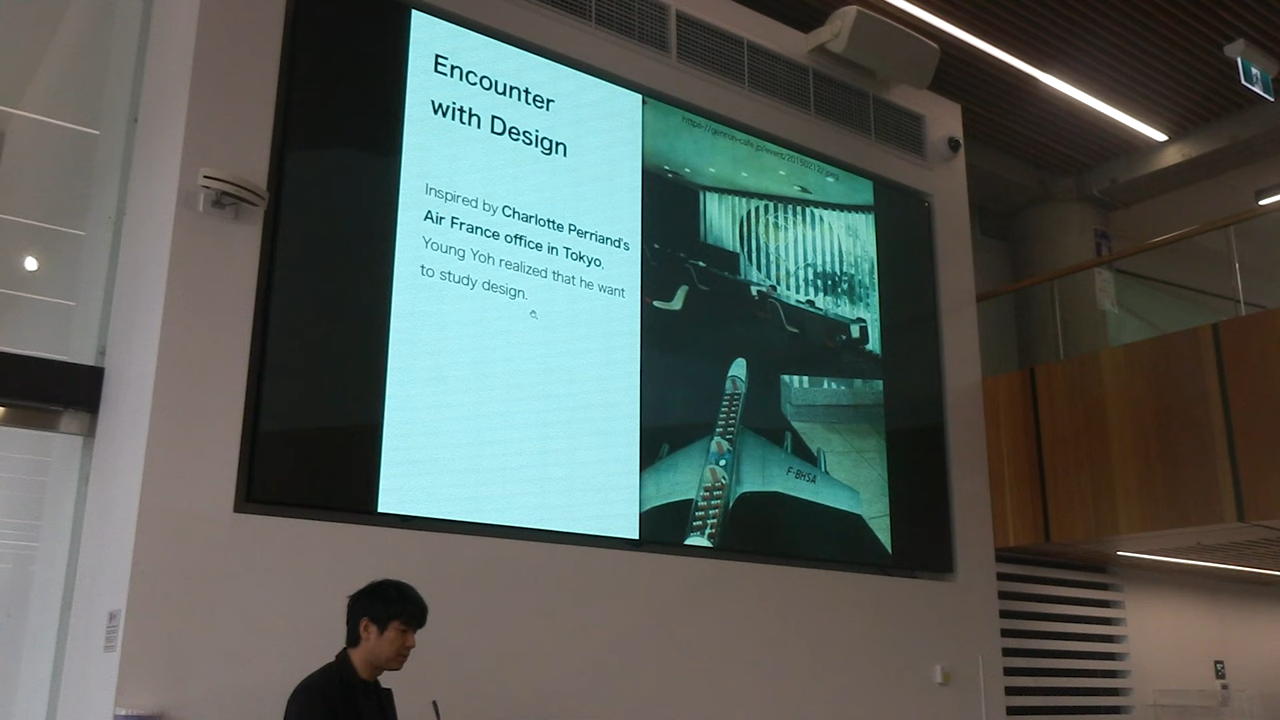 Encounter
with Design
Inspired by Charlotte Perriand's
Air France office in Tokyo,
Young Yoh realized that he want
to study design.
F-BHSA